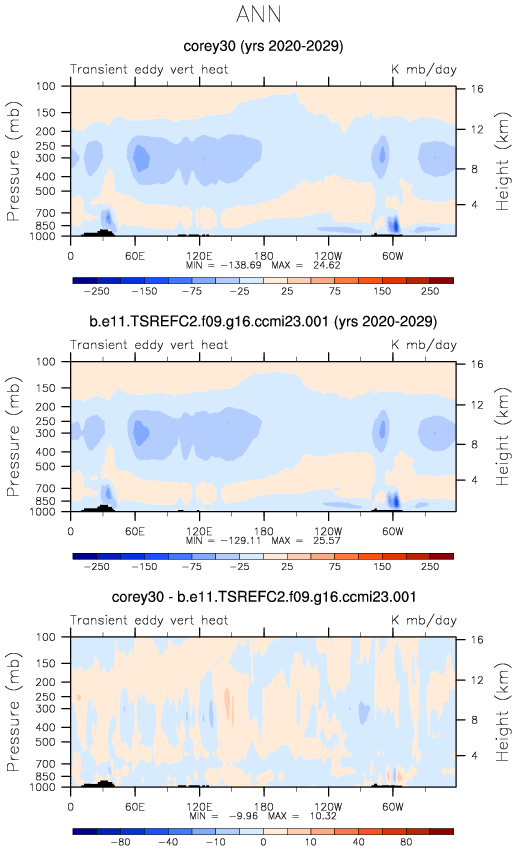 ANN
corey30 (yrs 2020-2029)
Transient eddy vert heat K mb/day
Pressure (mb)
100
150
200
250
300
400
500
700
850
1000
16
12
8
4
Height (km)
0 60E 120E 180 120W 60W
MIN = -138.69 MAX = 24.62
-250 -150 -75 -25 25 75 150 250
b.e11.TSREFC2.f09.g16.ccmi23.001 (yrs 2020-2029)
Transient eddy vert heat K mb/day
Pressure (mb)
100
150
200
250
300
400
500
700
850
1000
16
12
8
4
Height (km)
0 60E 120E 180 120W 60W
MIN = -129.11 MAX = 25.57
-250 -150 -75 -25 25 75 150 250
corey30 - b.e11.TSREFC2.f09.g16.ccmi23.001
Transient eddy vert heat K mb/day
Pressure (mb)
100
150
200
250
300
400
500
700
850
1000
16
12
8
4
Height (km)
0 60E 120E 180 120W 60W
MIN = -9.96 MAX = 10.32
-80 -40 -10 0 10 40 80